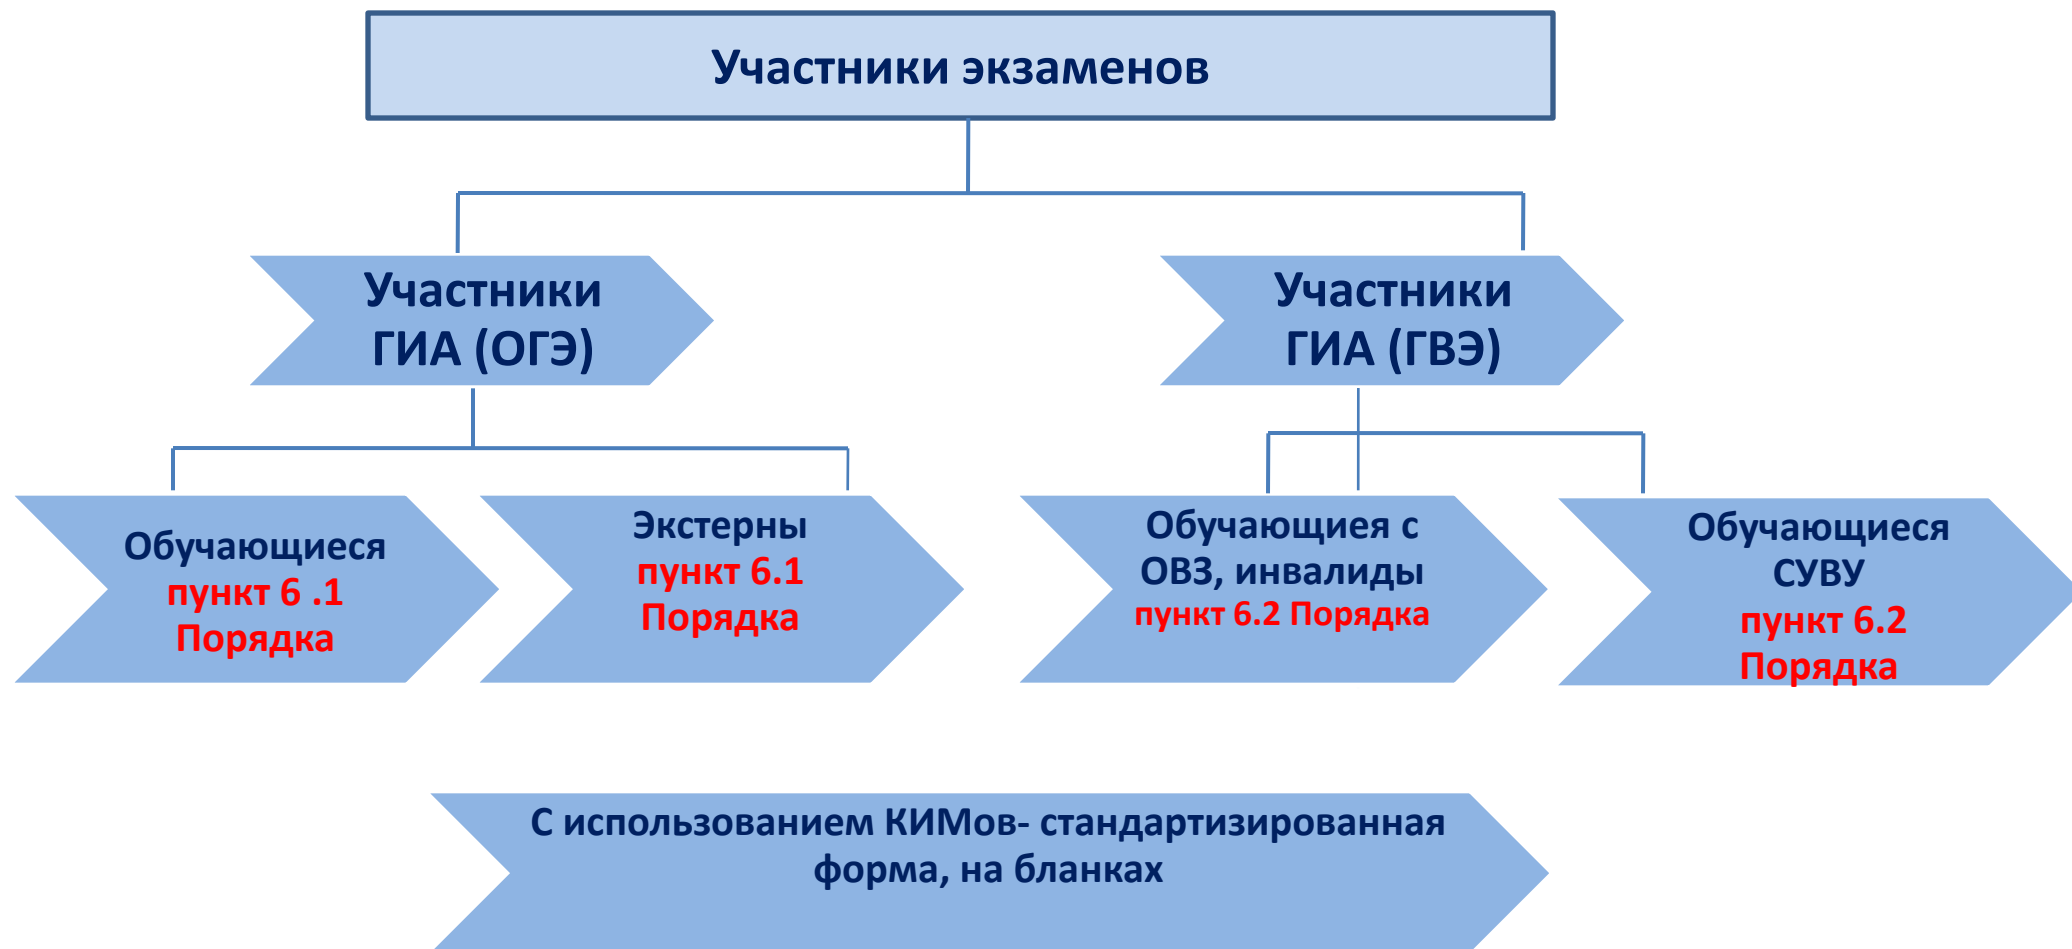 Участники экзаменов
Участники
ГИА (ОГЭ)
Участники
ГИА (ГВЭ)
Обучающиеся
пункт 6 .1
Порядка
Экстерны
пункт 6.1
Порядка
Обучающиея с
ОВЗ, инвалиды
пункт 6.2 Порядка
Обучающиеся
СУВУ
пункт 6.2
Порядка
С использованием КИМов- стандартизированная
форма, на бланках